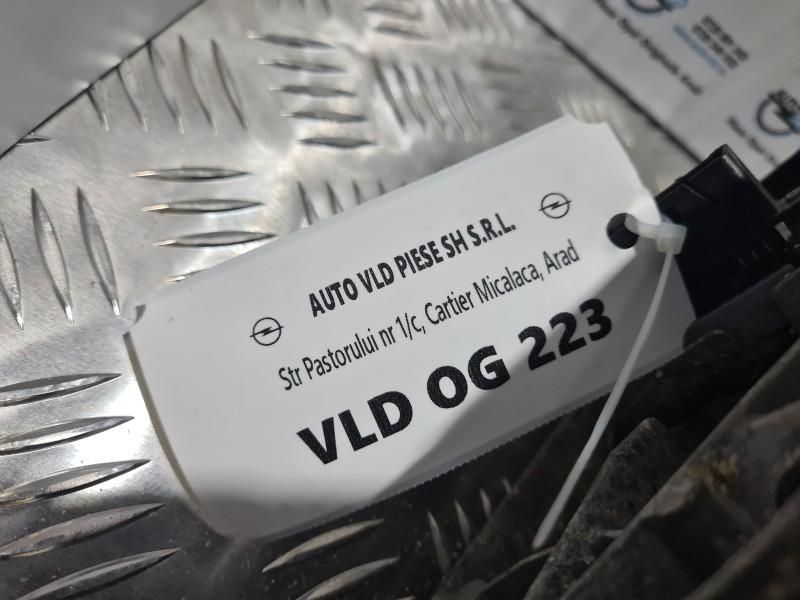 AUTO VLD PIESE SH S.R.L.
Str Pastorului nr 1/c, Cartier Micalaca, Arad
VLD OG 223